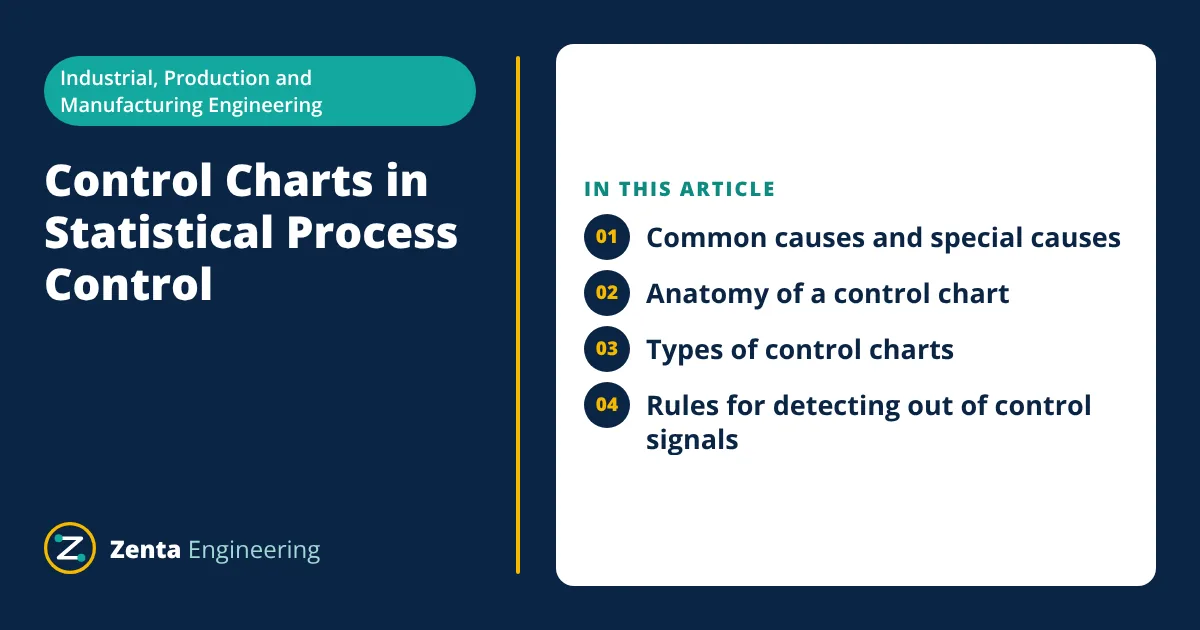 Industrial, Production and
Manufacturing Engineering
Control Charts in
Statistical Process
Control
Zenta Engineering
IN THIS ARTICLE
01 Common causes and special causes
02 Anatomy of a control chart
03 Types of control charts
04 Rules for detecting out of control
signals